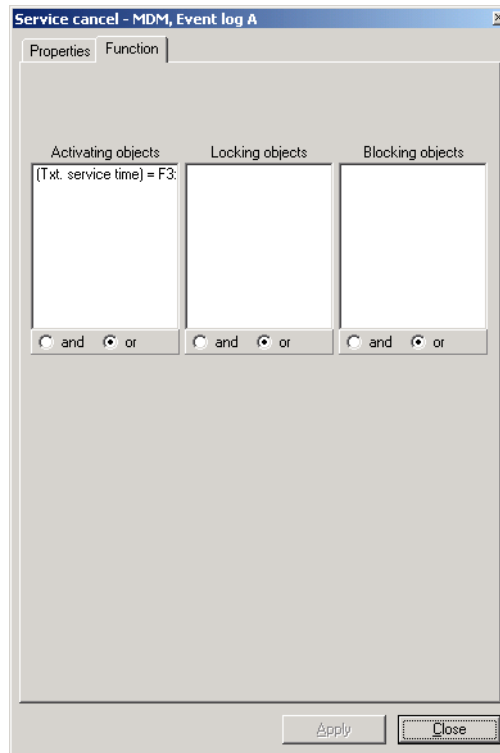 Service cancel - MDM, Event log A
Properties Function
Activating objects Locking objects Blocking objects
(Txt. service time) = F3:
and or and or and or
Apply Close